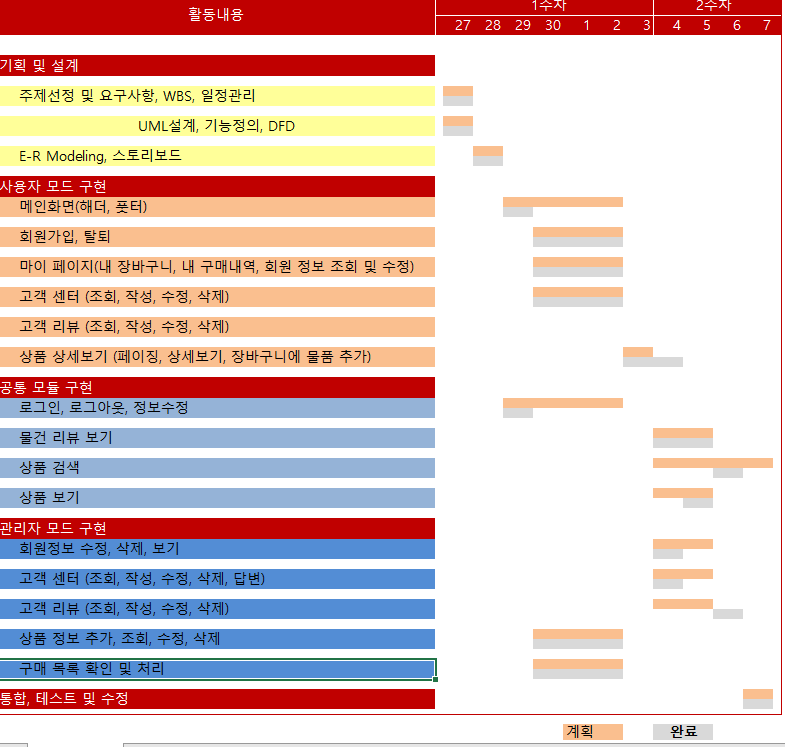 활동내용
1주차 2주차
27 28 29 30 1 2 3 4 5 6 7
기획 및 설계
주제선정 및 요구사항, WBS, 일정관리
UML설계, 기능정의, DFD
E-R Modeling, 스토리보드
사용자 모드 구현
메인화면(해더, 풋터)
회원가입, 탈퇴
마이 페이지(내 장바구니, 내 구매내역, 회원 정보 조회 및 수정)
고객 센터 (조회, 작성, 수정, 삭제)
고객 리뷰 (조회, 작성, 수정, 삭제)
상품 상세보기 (페이징, 상세보기, 장바구니에 물품 추가)
공통 모듈 구현
로그인, 로그아웃, 정보수정
물건 리뷰 보기
상품 검색
상품 보기
관리자 모드 구현
회원정보 수정, 삭제, 보기
고객 센터 (조회, 작성, 수정, 삭제, 답변)
고객 리뷰 (조회, 작성, 수정, 삭제)
상품 정보 추가, 조회, 수정, 삭제
구매 목록 확인 및 처리
통합, 테스트 및 수정
계획 완료